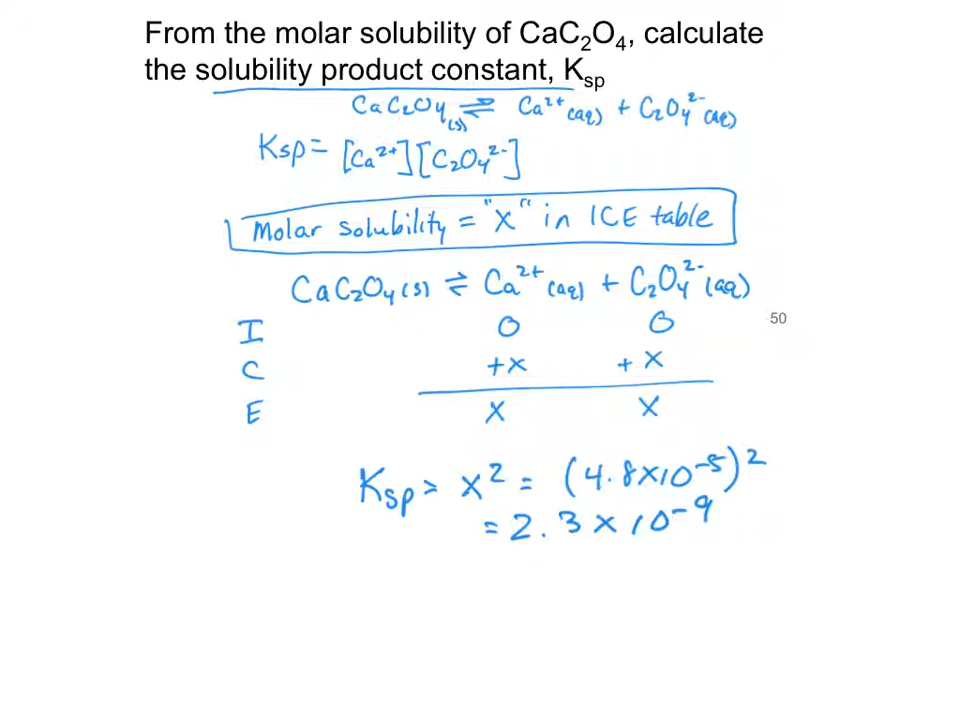 From the molar solubility of CaC₂O₄, calculate
the solubility product constant, Kₛₚ
CaC₂O₄(s) ⇌ Ca²⁺(aq) + C₂O₄²⁻(aq)
Ksp = [Ca²⁺][C₂O₄²⁻]
Molar solubility = "x" in ICE table
CaC₂O₄(s) ⇌ Ca²⁺(aq) + C₂O₄²⁻(aq)
50
I 0 0
C +x +x
E x x
Ksp = x² = (4.8x10⁻⁵)²
= 2.3 x 10⁻⁹